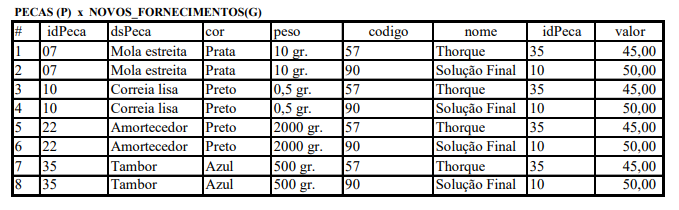 PECAS (P) x NOVOS_FORNECIMENTOS(G)
# idPeca dsPeca cor peso codigo nome idPeca valor
1 07 Mola estreita Prata 10 gr. 57 Thorque 35 45,00
2 07 Mola estreita Prata 10 gr. 90 Solução Final 10 50,00
3 10 Correia lisa Preto 0,5 gr. 57 Thorque 35 45,00
4 10 Correia lisa Preto 0,5 gr. 90 Solução Final 10 50,00
5 22 Amortecedor Preto 2000 gr. 57 Thorque 35 45,00
6 22 Amortecedor Preto 2000 gr. 90 Solução Final 10 50,00
7 35 Tambor Azul 500 gr. 57 Thorque 35 45,00
8 35 Tambor Azul 500 gr. 90 Solução Final 10 50,00